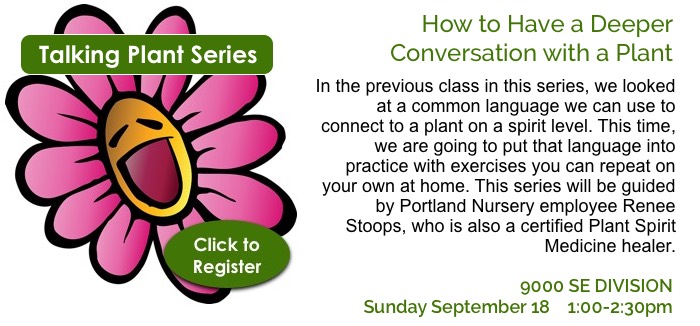 Talking Plant Series
How to Have a Deeper
Conversation with a Plant
In the previous class in this series, we looked
at a common language we can use to
connect to a plant on a spirit level. This time,
we are going to put that language into
practice with exercises you can repeat on
your own at home. This series will be guided
by Portland Nursery employee Renee
Stoops, who is also a certified Plant Spirit
Medicine healer.
Click to
Register
9000 SE DIVISION
Sunday September 18 1:00-2:30pm